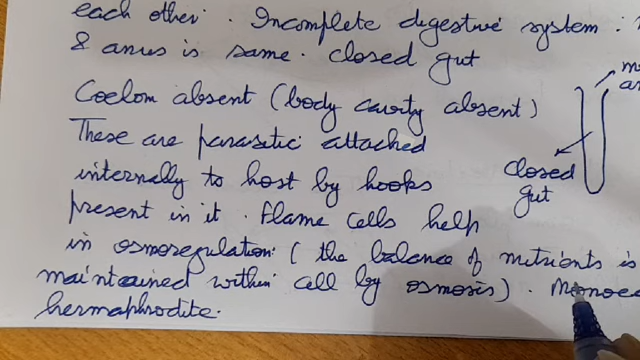 each other. Incomplete digestive system:
& anus is same. closed gut
Coelom absent (body cavity absent)
These are parasitic attached
internally to host by hooks
present in it. Flame cells help
in osmoregulation (the balance of nutrients is
maintained within cell by osmosis). Monoec
hermaphrodite.
closed
gut